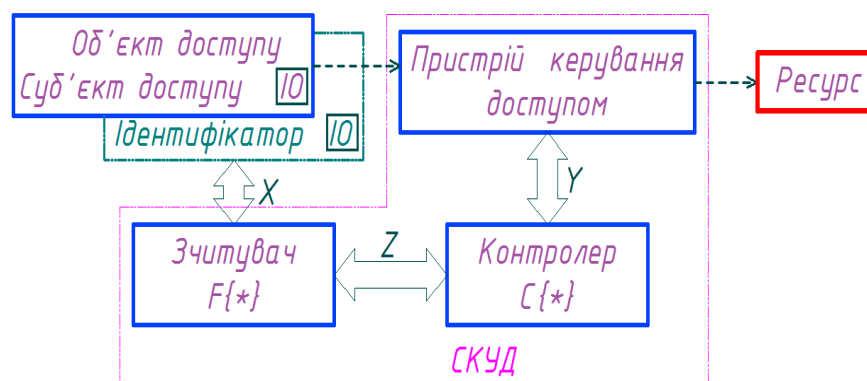 Об'єкт доступу
Суб'єкт доступу ІО
Ідентифікатор ІО
Пристрій керування
доступом
Ресурс
X
Y
Зчитувач
F{*}
Z
Контролер
C{*}
СКУД